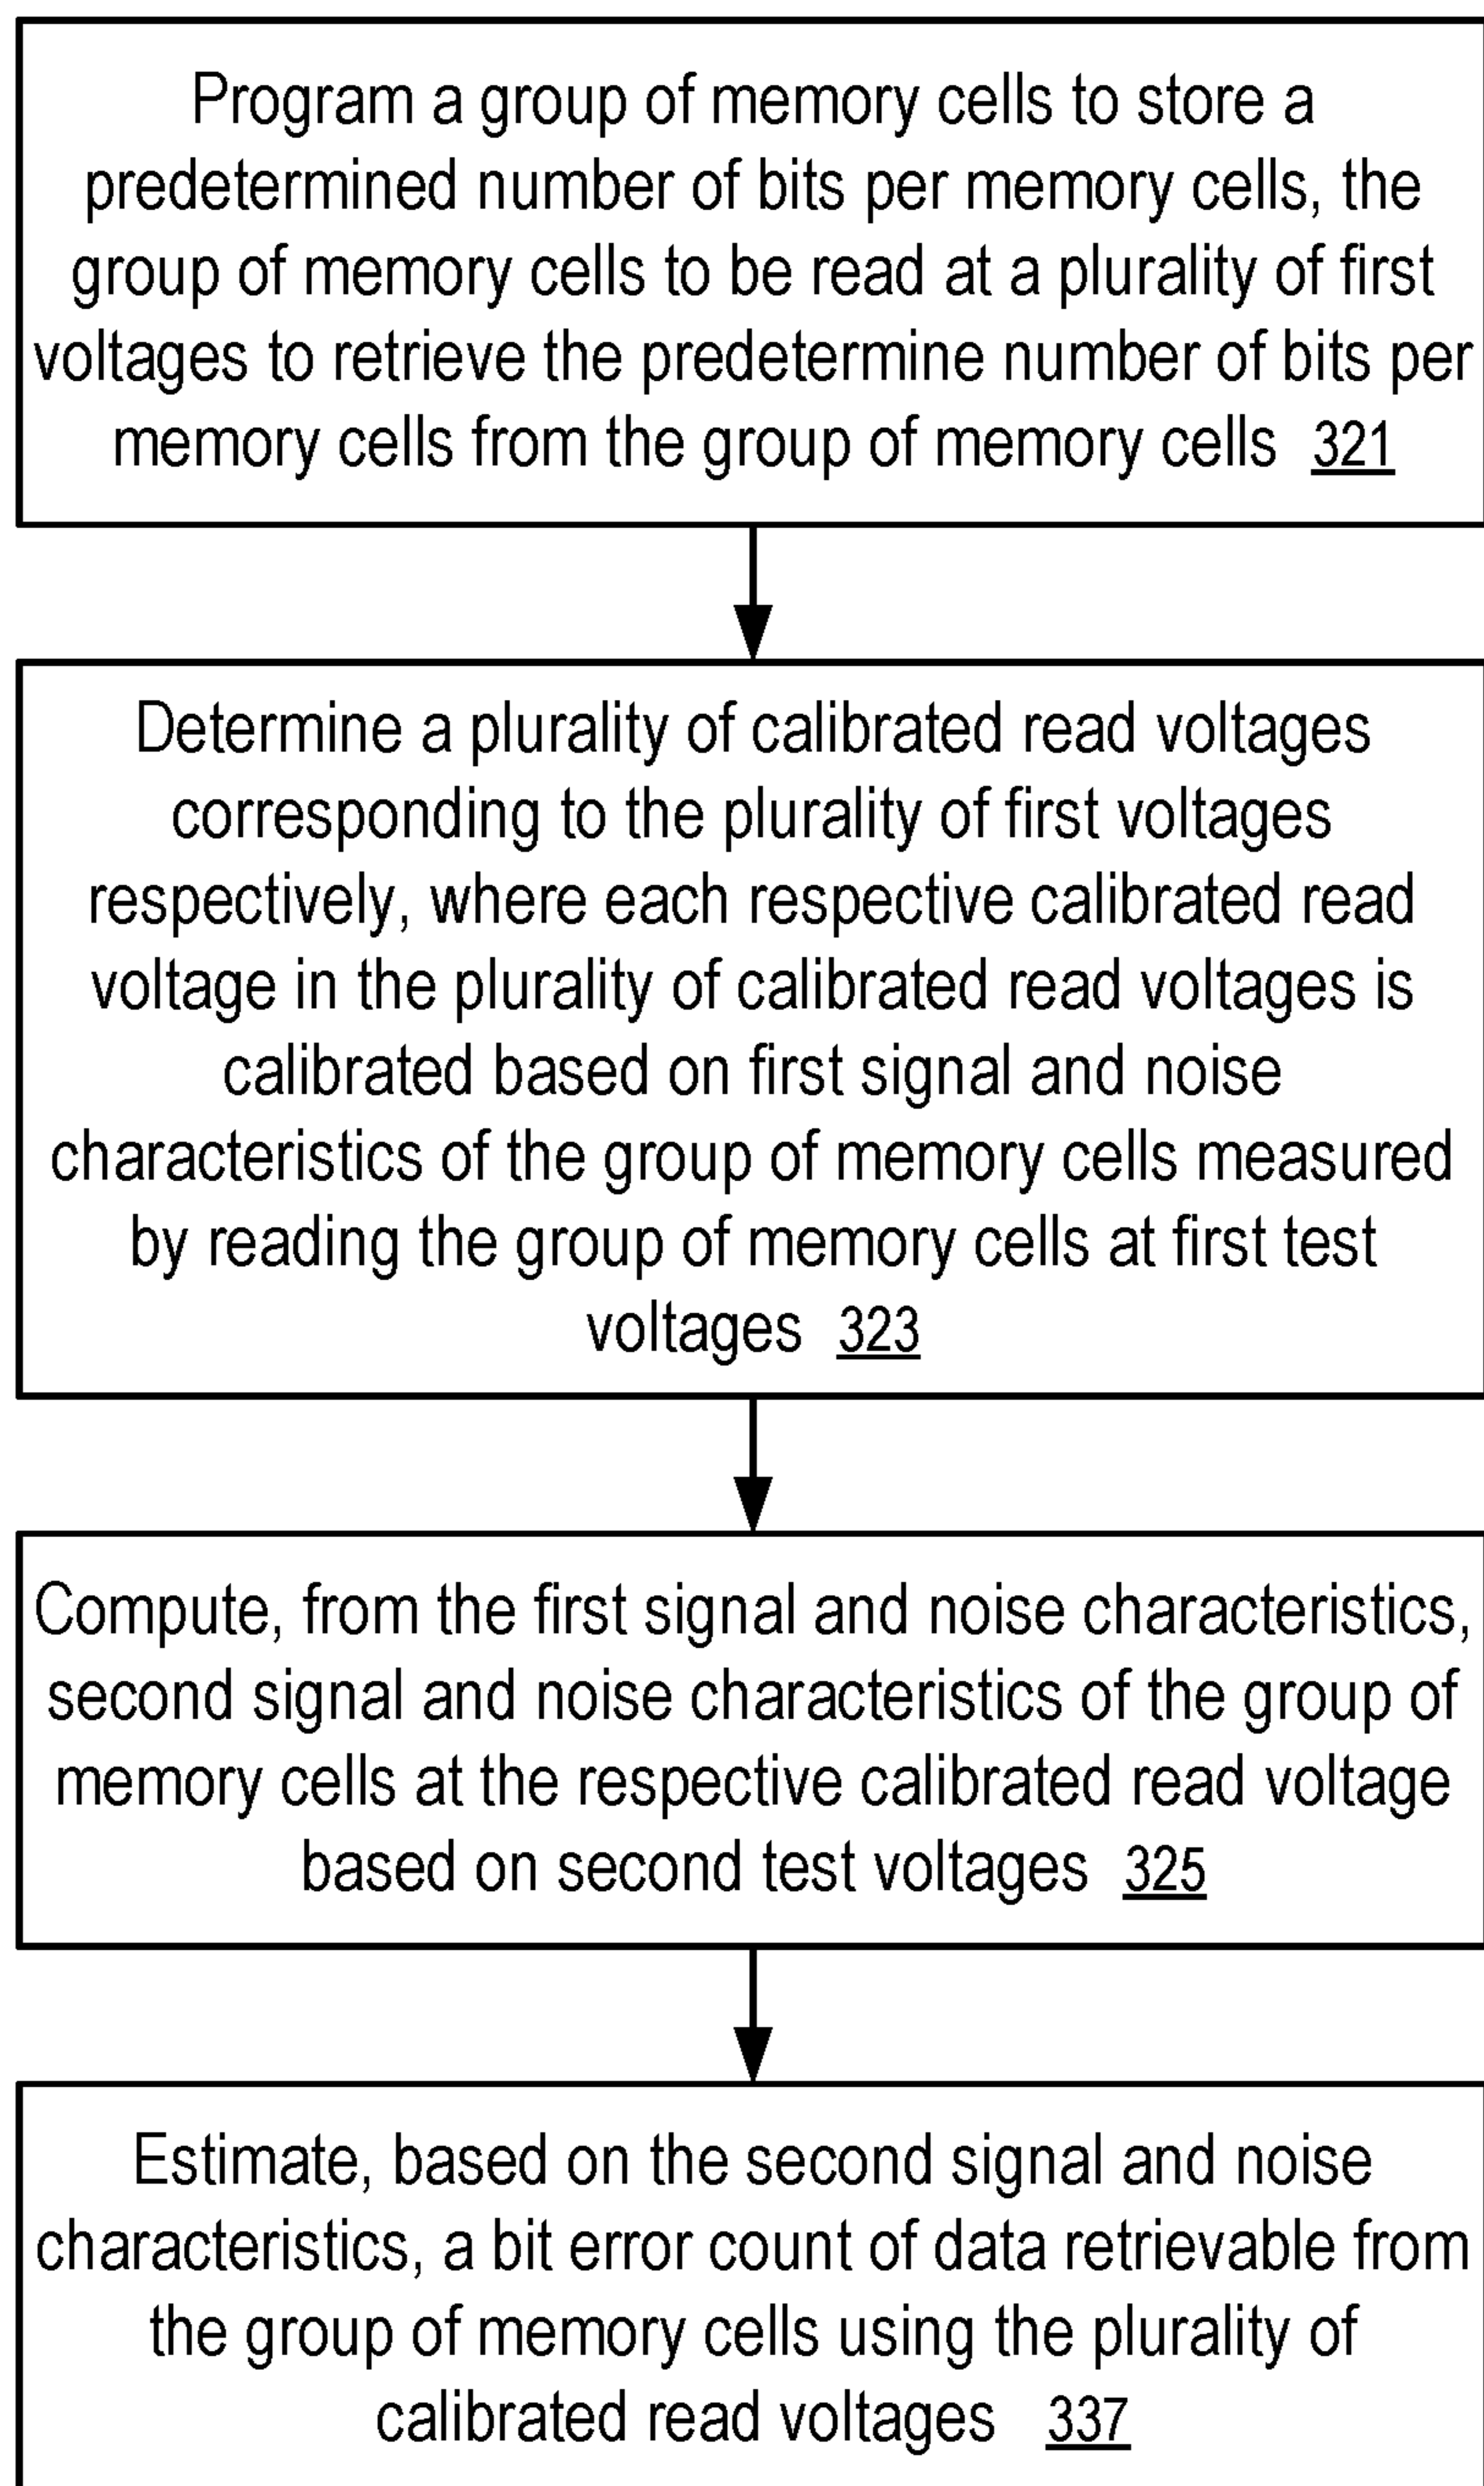 Program a group of memory cells to store a
predetermined number of bits per memory cells, the
group of memory cells to be read at a plurality of first
voltages to retrieve the predetermine number of bits per
memory cells from the group of memory cells 321
Determine a plurality of calibrated read voltages
corresponding to the plurality of first voltages
respectively, where each respective calibrated read
voltage in the plurality of calibrated read voltages is
calibrated based on first signal and noise
characteristics of the group of memory cells measured
by reading the group of memory cells at first test
voltages 323
Compute, from the first signal and noise characteristics,
second signal and noise characteristics of the group of
memory cells at the respective calibrated read voltage
based on second test voltages 325
Estimate, based on the second signal and noise
characteristics, a bit error count of data retrievable from
the group of memory cells using the plurality of
calibrated read voltages 337